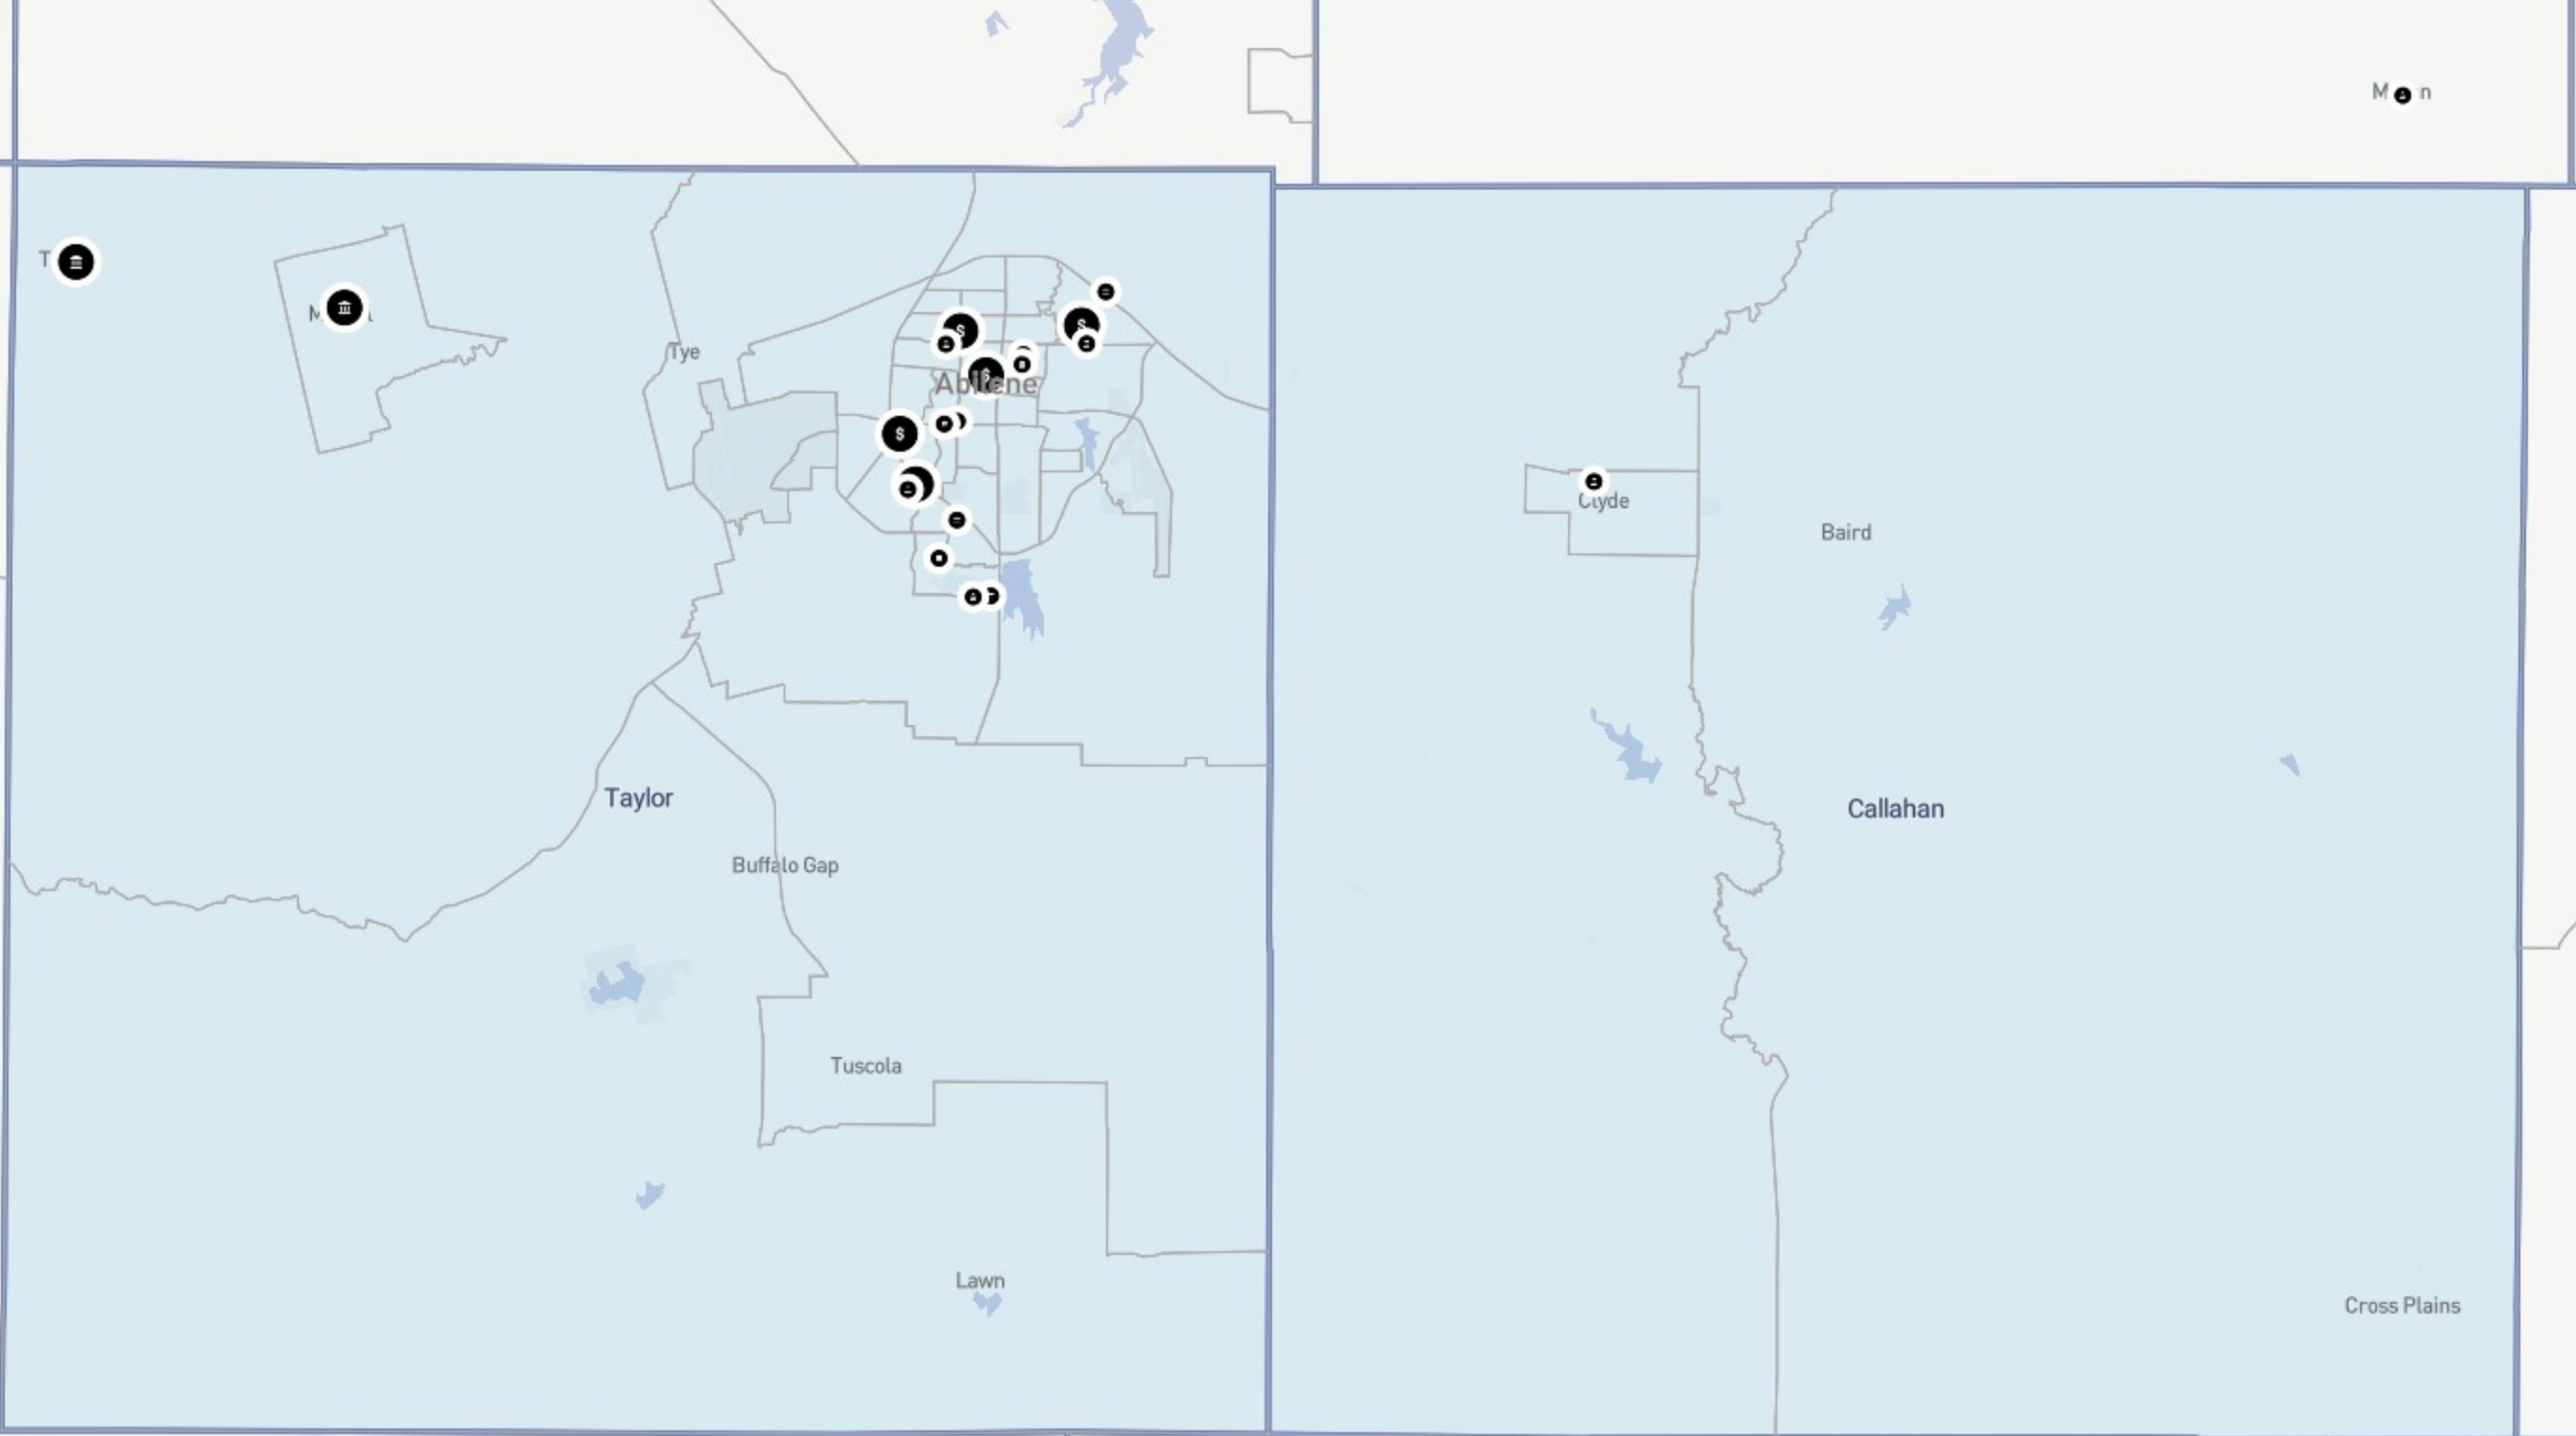 Tye
Abilene
Clyde
Baird
Taylor
Callahan
Buffalo Gap
Tuscola
Lawn
Cross Plains